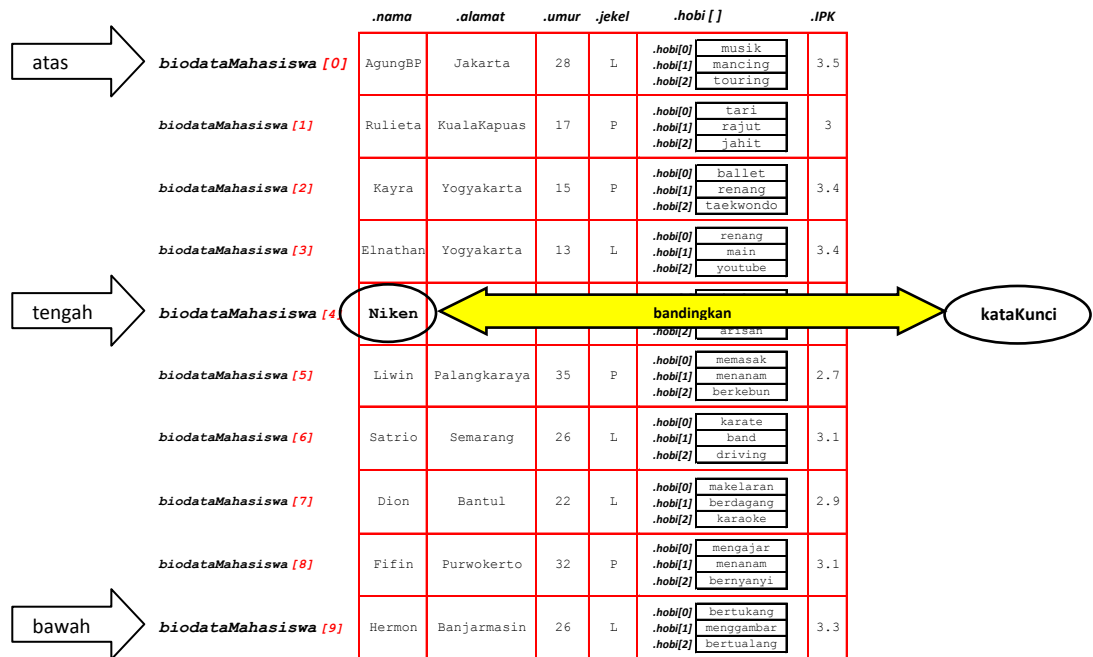 .nama .alamat .umur .jekel .hobi [ ] .IPK
atas
biodataMahasiswa [0] AgungBP Jakarta 28 L 3.5
.hobi[0] musik
.hobi[1] mancing
.hobi[2] touring
biodataMahasiswa [1] Rulieta KualaKapuas 17 P 3
.hobi[0] tari
.hobi[1] rajut
.hobi[2] jahit
biodataMahasiswa [2] Kayra Yogyakarta 15 P 3.4
.hobi[0] ballet
.hobi[1] renang
.hobi[2] taekwondo
biodataMahasiswa [3] Elnathan Yogyakarta 13 L 3.4
.hobi[0] renang
.hobi[1] main
.hobi[2] youtube
tengah
biodataMahasiswa [4] Niken bandingkan kataKunci
.hobi[2] arisan
biodataMahasiswa [5] Liwin Palangkaraya 35 P 2.7
.hobi[0] memasak
.hobi[1] menanam
.hobi[2] berkebun
biodataMahasiswa [6] Satrio Semarang 26 L 3.1
.hobi[0] karate
.hobi[1] band
.hobi[2] driving
biodataMahasiswa [7] Dion Bantul 22 L 2.9
.hobi[0] makelaran
.hobi[1] berdagang
.hobi[2] karaoke
biodataMahasiswa [8] Fifin Purwokerto 32 P 3.1
.hobi[0] mengajar
.hobi[1] menanam
.hobi[2] bernyanyi
bawah
biodataMahasiswa [9] Hermon Banjarmasin 26 L 3.3
.hobi[0] bertukang
.hobi[1] menggambar
.hobi[2] bertualang